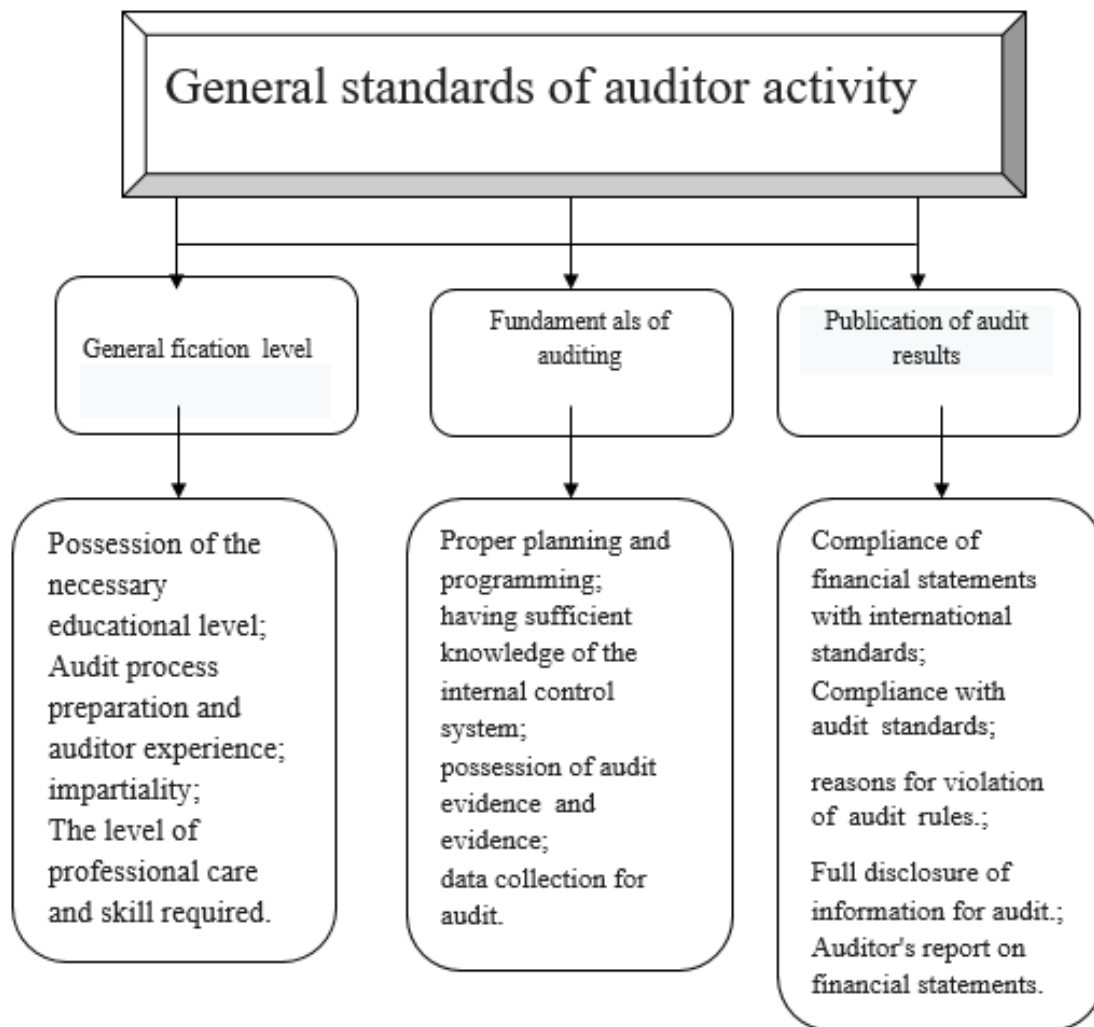 General standards of auditor activity
General fication level
Fundament als of
auditing
Publication of audit
results
Possession of the
necessary
educational level;
Audit process
preparation and
auditor experience;
impartiality;
The level of
professional care
and skill required.
Proper planning and
programming;
having sufficient
knowledge of the
internal control
system;
possession of audit
evidence and
evidence;
data collection for
audit.
Compliance of
financial statements
with international
standards;
Compliance with
audit standards;
reasons for violation
of audit rules.;
Full disclosure of
information for audit.;
Auditor's report on
financial statements.